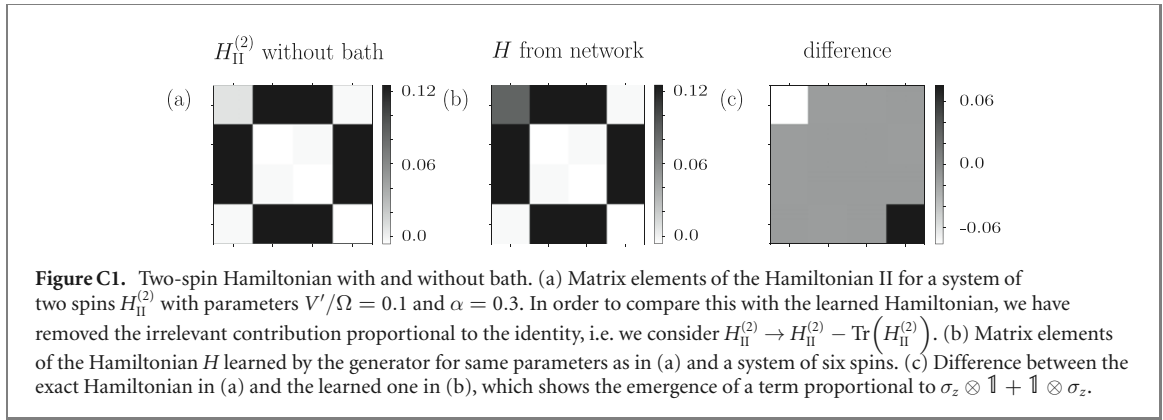 H_II^(2) without bath
H from network
difference
(a)
0.12
0.06
0.0
(b)
0.12
0.06
0.0
(c)
0.06
0.0
-0.06
Figure C1. Two-spin Hamiltonian with and without bath. (a) Matrix elements of the Hamiltonian II for a system of
two spins H_II^(2) with parameters V′/Ω = 0.1 and α = 0.3. In order to compare this with the learned Hamiltonian, we have
removed the irrelevant contribution proportional to the identity, i.e. we consider H_II^(2) → H_II^(2) − Tr(H_II^(2)). (b) Matrix elements
of the Hamiltonian H learned by the generator for same parameters as in (a) and a system of six spins. (c) Difference between the
exact Hamiltonian in (a) and the learned one in (b), which shows the emergence of a term proportional to σ_z ⊗ 𝟙 + 𝟙 ⊗ σ_z.